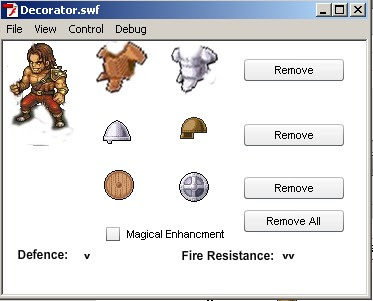 Decorator.swf
File View Control Debug
Remove
Remove
Remove
Remove All
Magical Enhancment
Defence: v Fire Resistance: vv